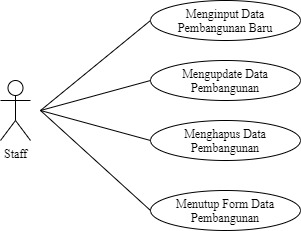 Menginput Data
Pembangunan Baru
Mengupdate Data
Pembangunan
Menghapus Data
Pembangunan
Staff
Menutup Form Data
Pembangunan